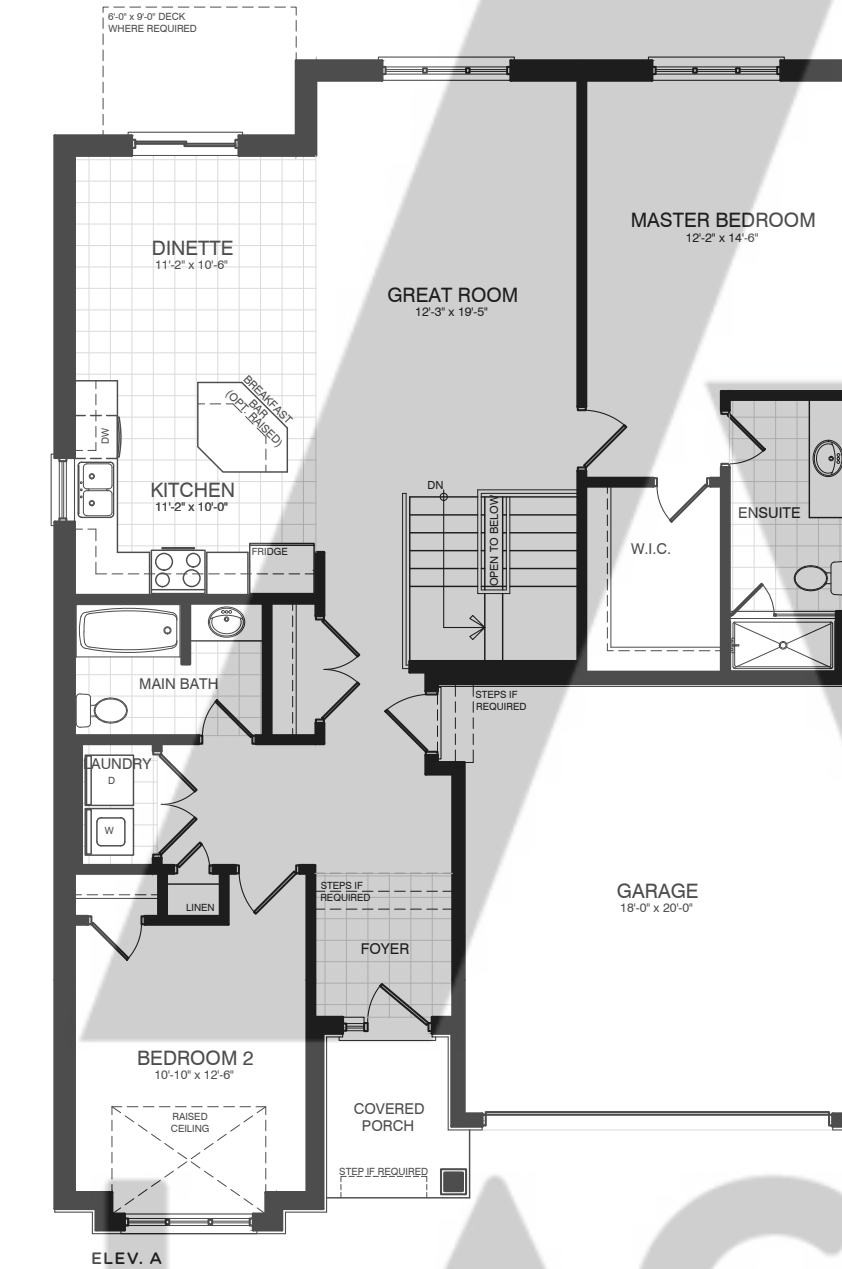 6'-0" x 9'-0" DECK
WHERE REQUIRED
MASTER BEDROOM
12'-2" x 14'-6"
DINETTE
11'-2" x 10'-6"
GREAT ROOM
12'-3" x 19'-5"
BREAKFAST
BAR
(OPT. RAISED)
DW
KITCHEN
11'-2" x 10'-0"
DN
OPEN TO BELOW
ENSUITE
W.I.C.
FRIDGE
MAIN BATH
STEPS IF
REQUIRED
LAUNDRY
D
W
STEPS IF
REQUIRED
LINEN
GARAGE
18'-0" x 20'-0"
FOYER
BEDROOM 2
10'-10" x 12'-6"
RAISED
CEILING
COVERED
PORCH
STEP IF REQUIRED
ELEV. A